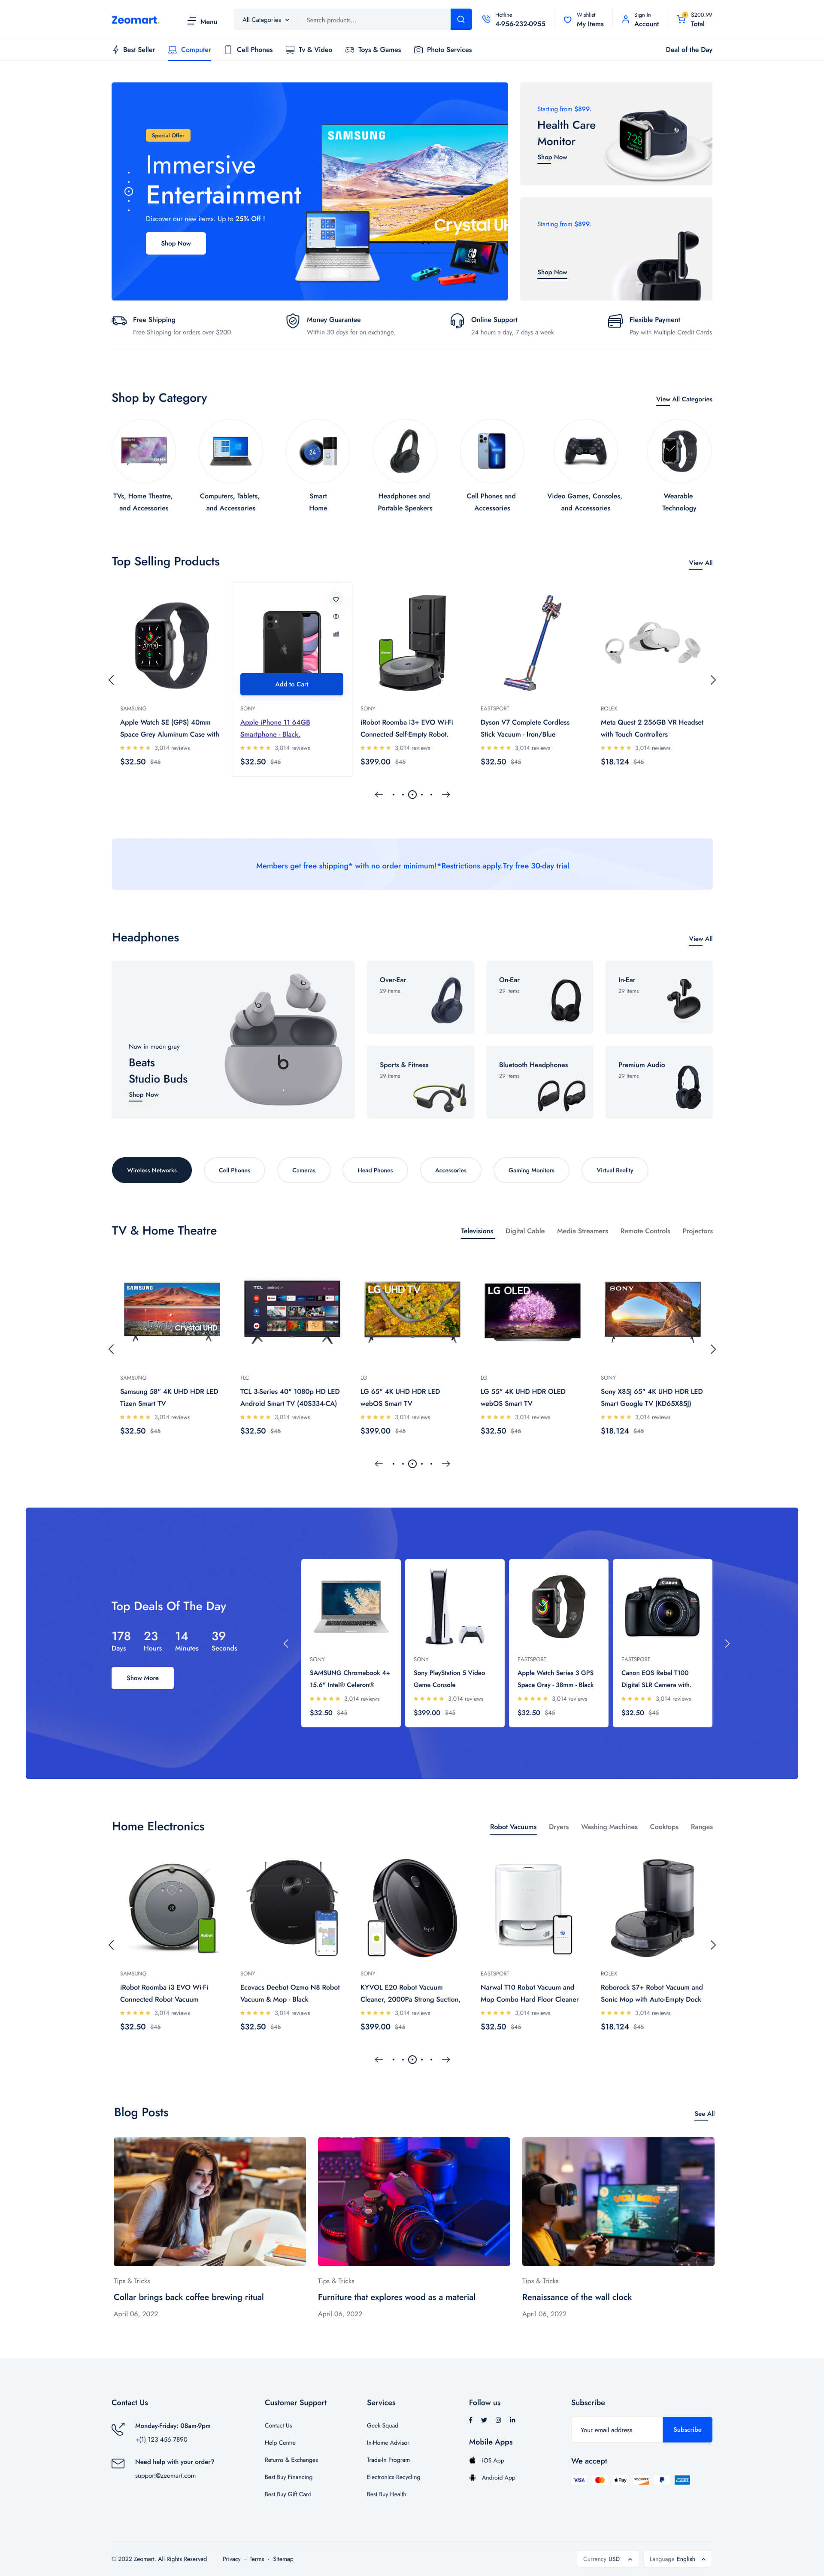 Zeomart.
Menu
All Categories
Search products...
Hotline
4-956-232-0955
Wishlist
My Items
Sign In
Account
$200.99
Total
Best Seller
Computer
Cell Phones
Tv & Video
Toys & Games
Photo Services
Deal of the Day
Special Offer
Immersive
Entertainment
Discover our new items. Up to 25% Off !
Shop Now
SAMSUNG
Crystal UH
Starting from $899.
Health Care
Monitor
Shop Now
Starting from $899.
Shop Now
Free Shipping
Free Shipping for orders over $200
Money Guarantee
Within 30 days for an exchange.
Online Support
24 hours a day, 7 days a week
Flexible Payment
Pay with Multiple Credit Cards
Shop by Category
View All Categories
TVs, Home Theatre,
and Accessories
Computers, Tablets,
and Accessories
Smart
Home
Headphones and
Portable Speakers
Cell Phones and
Accessories
Video Games, Consoles,
and Accessories
Wearable
Technology
Top Selling Products
View All
SAMSUNG
Apple Watch SE (GPS) 40mm
Space Grey Aluminum Case with
3,014 reviews
$32.50 $45
Add to Cart
SONY
Apple iPhone 11 64GB
Smartphone - Black.
3,014 reviews
$32.50 $45
SONY
iRobot Roomba i3+ EVO Wi-Fi
Connected Self-Empty Robot.
3,014 reviews
$399.00 $45
EASTSPORT
Dyson V7 Complete Cordless
Stick Vacuum - Iron/Blue
3,014 reviews
$32.50 $45
ROLEX
Meta Quest 2 256GB VR Headset
with Touch Controllers
3,014 reviews
$18.124 $45
Members get free shipping* with no order minimum!*Restrictions apply.Try free 30-day trial
Headphones
View All
Now in moon gray
Beats
Studio Buds
Shop Now
Over-Ear
29 items
On-Ear
29 items
In-Ear
29 items
Sports & Fitness
29 items
Bluetooth Headphones
29 items
Premium Audio
29 items
Wireless Networks
Cell Phones
Cameras
Head Phones
Accessories
Gaming Monitors
Virtual Reality
TV & Home Theatre
Televisions
Digital Cable
Media Streamers
Remote Controls
Projectors
SAMSUNG
Crystal UHD
TCL
LG UHD TV
LG OLED
SONY
SAMSUNG
Samsung 58" 4K UHD HDR LED
Tizen Smart TV
3,014 reviews
$32.50 $45
TLC
TCL 3-Series 40" 1080p HD LED
Android Smart TV (40S334-CA)
3,014 reviews
$32.50 $45
LG
LG 65" 4K UHD HDR LED
webOS Smart TV
3,014 reviews
$399.00 $45
LG
LG 55" 4K UHD HDR OLED
webOS Smart TV
3,014 reviews
$32.50 $45
SONY
Sony X85J 65" 4K UHD HDR LED
Smart Google TV (KD65X85J)
3,014 reviews
$18.124 $45
Top Deals Of The Day
178 23 14 39
Days Hours Minutes Seconds
Show More
SONY
SAMSUNG Chromebook 4+
15.6" Intel® Celeron®
3,014 reviews
$32.50 $45
SONY
Sony PlayStation 5 Video
Game Console
3,014 reviews
$399.00 $45
EASTSPORT
Apple Watch Series 3 GPS
Space Gray - 38mm - Black
3,014 reviews
$32.50 $45
Canon
EASTSPORT
Canon EOS Rebel T100
Digital SLR Camera with.
3,014 reviews
$32.50 $45
Home Electronics
Robot Vacuums
Dryers
Washing Machines
Cooktops
Ranges
SAMSUNG
iRobot Roomba i3 EVO Wi-Fi
Connected Robot Vacuum
3,014 reviews
$32.50 $45
SONY
Ecovacs Deebot Ozmo N8 Robot
Vacuum & Mop - Black
3,014 reviews
$32.50 $45
SONY
KYVOL E20 Robot Vacuum
Cleaner, 2000Pa Strong Suction,
3,014 reviews
$399.00 $45
EASTSPORT
Narwal T10 Robot Vacuum and
Mop Combo Hard Floor Cleaner
3,014 reviews
$32.50 $45
ROLEX
Roborock S7+ Robot Vacuum and
Sonic Mop with Auto-Empty Dock
3,014 reviews
$18.124 $45
Blog Posts
See All
Tips & Tricks
Collar brings back coffee brewing ritual
April 06, 2022
Tips & Tricks
Furniture that explores wood as a material
April 06, 2022
Tips & Tricks
Renaissance of the wall clock
April 06, 2022
Contact Us
Monday-Friday: 08am-9pm
+(1) 123 456 7890
Need help with your order?
support@zeomart.com
Customer Support
Contact Us
Help Centre
Returns & Exchanges
Best Buy Financing
Best Buy Gift Card
Services
Geek Squad
In-Home Advisor
Trade-In Program
Electronics Recycling
Best Buy Health
Follow us
Mobile Apps
iOS App
Android App
Subscribe
Your email address
Subscribe
We accept
VISA
Pay
DISCOVER
© 2022 Zeomart. All Rights Reserved
Privacy · Terms · Sitemap
Currency USD
Language English